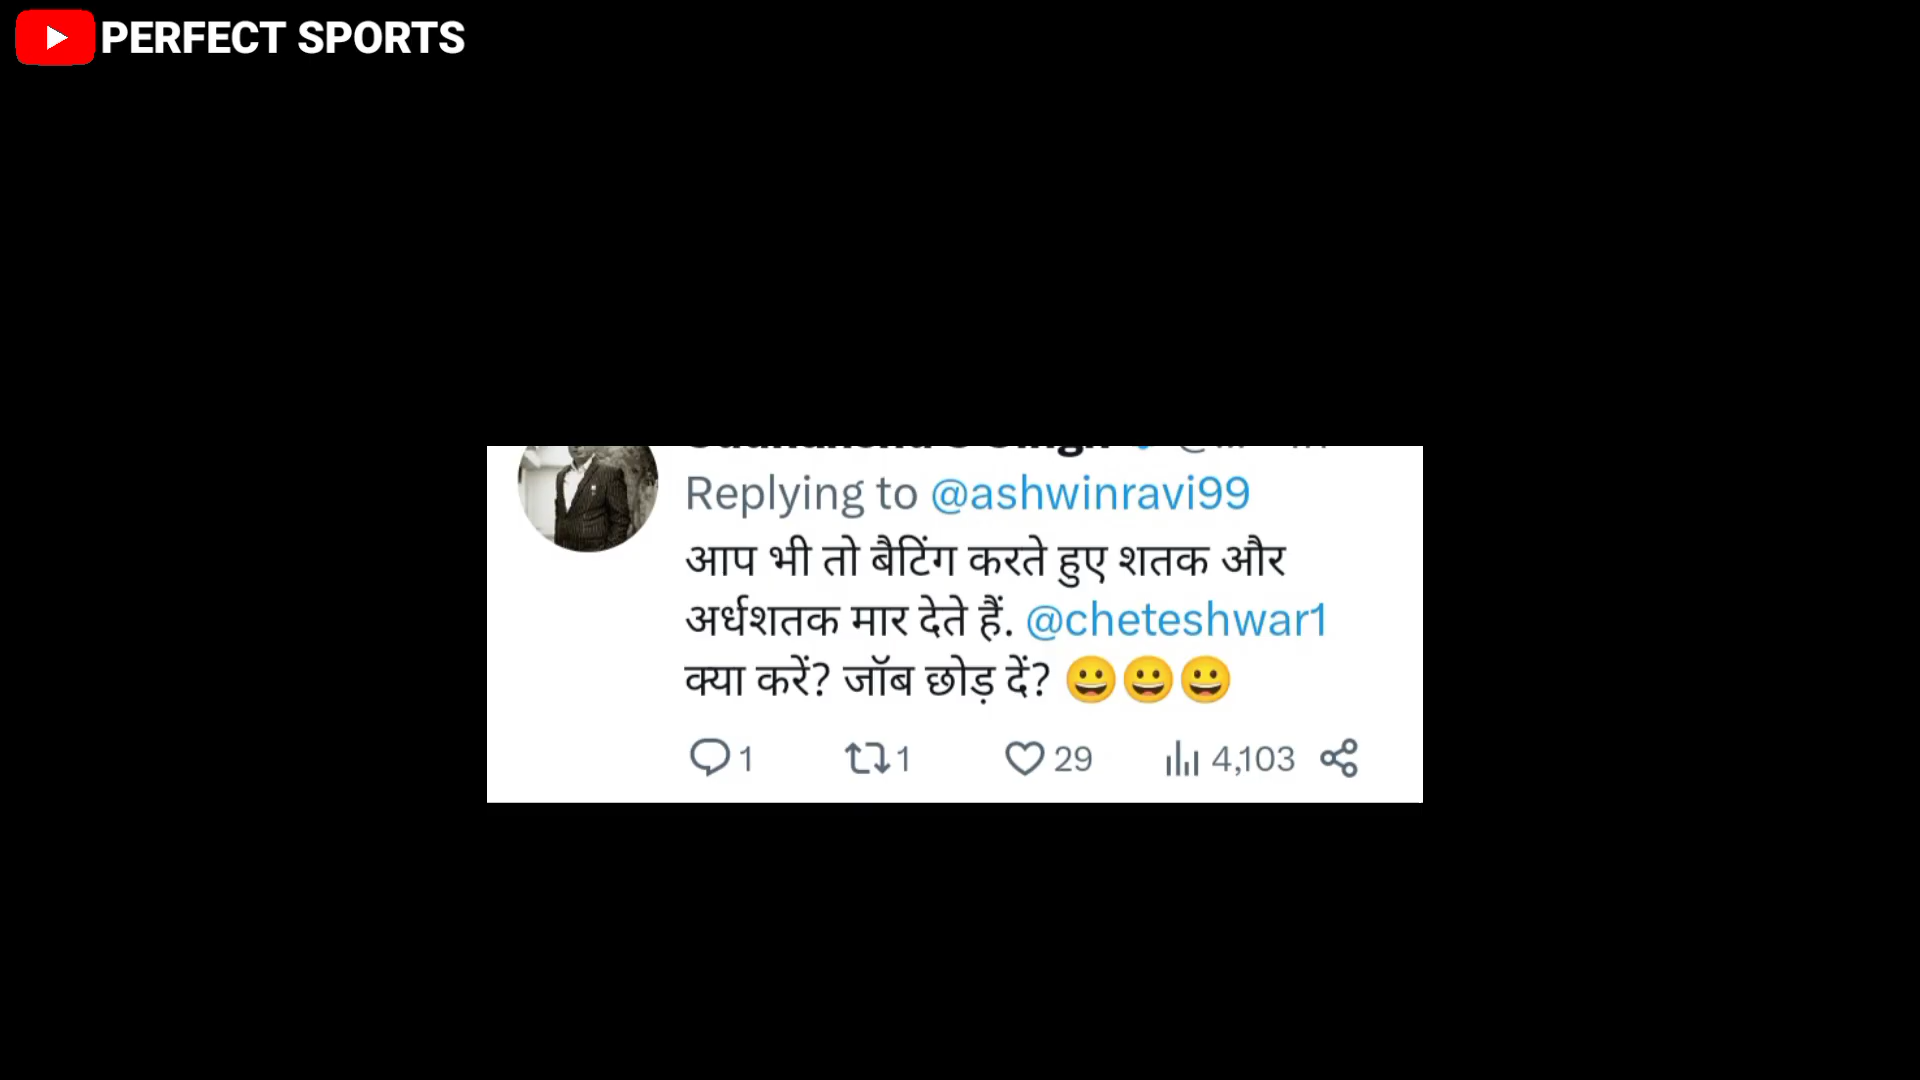 PERFECT SPORTS
Replying to @ashwinravi99
आप भी तो बैटिंग करते हुए शतक और
अर्धशतक मार देते हैं. @cheteshwar1
क्या करें? जॉब छोड़ दें? 😀😀😀
1 1 29 4,103